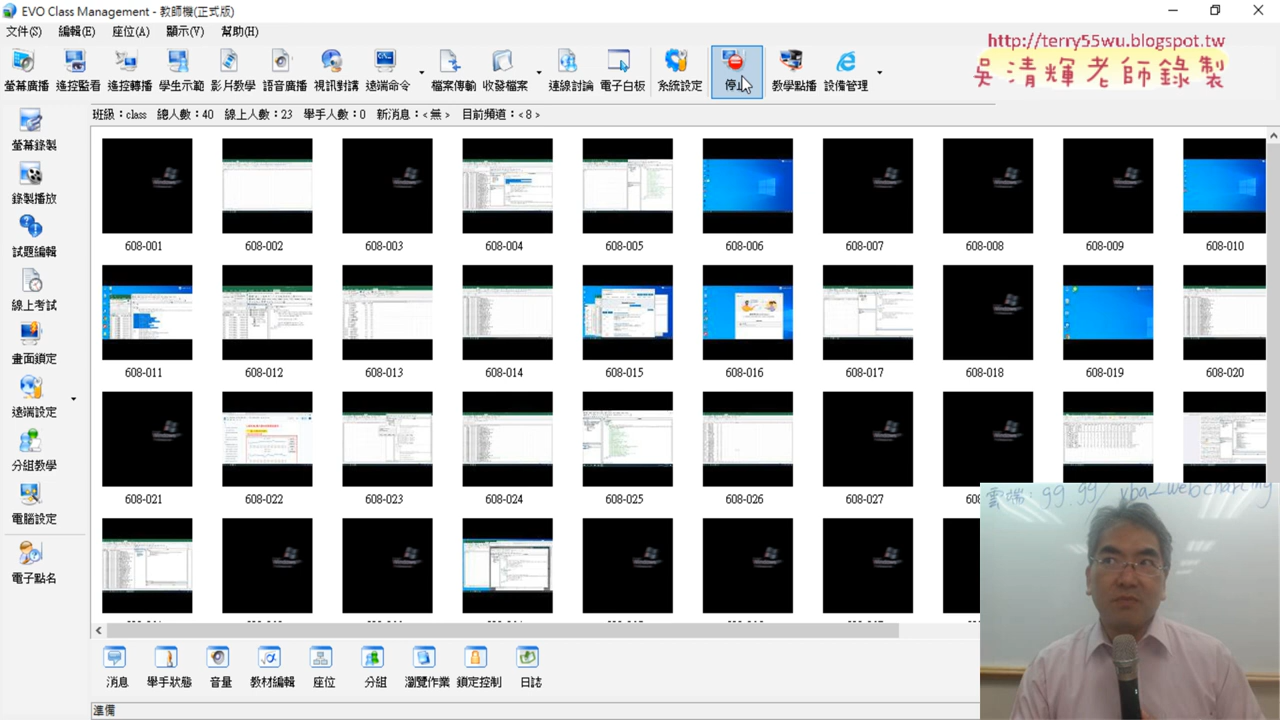 EVO Class Management - 教師機(正式版)
文件(S) 編輯(E) 座位(A) 顯示(V) 幫助(H)
http://terry55wu.blogspot.tw
吳清輝老師錄製
螢幕廣播 遙控監看 遙控轉播 學生示範 影片教學 語音廣播 視訊對講 遠端命令 檔案傳輸 收發檔案 連線討論 電子白板 系統設定 停止 教學點播 設備管理
班級:class 總人數:40 線上人數:23 舉手人數:0 新消息:<無> 目前頻道:<8>
螢幕錄製
錄製播放
試題編輯
線上考試
畫面鎖定
遠端設定
分組教學
電腦設定
電子點名
608-001 608-002 608-003 608-004 608-005 608-006 608-007 608-008 608-009 608-010
608-011 608-012 608-013 608-014 608-015 608-016 608-017 608-018 608-019 608-020
608-021 608-022 608-023 608-024 608-025 608-026 608-027
雲端:gg.gg/vba_webcharting
消息 舉手狀態 音量 教材編輯 座位 分組 瀏覽作業 鎖定控制 日誌
準備